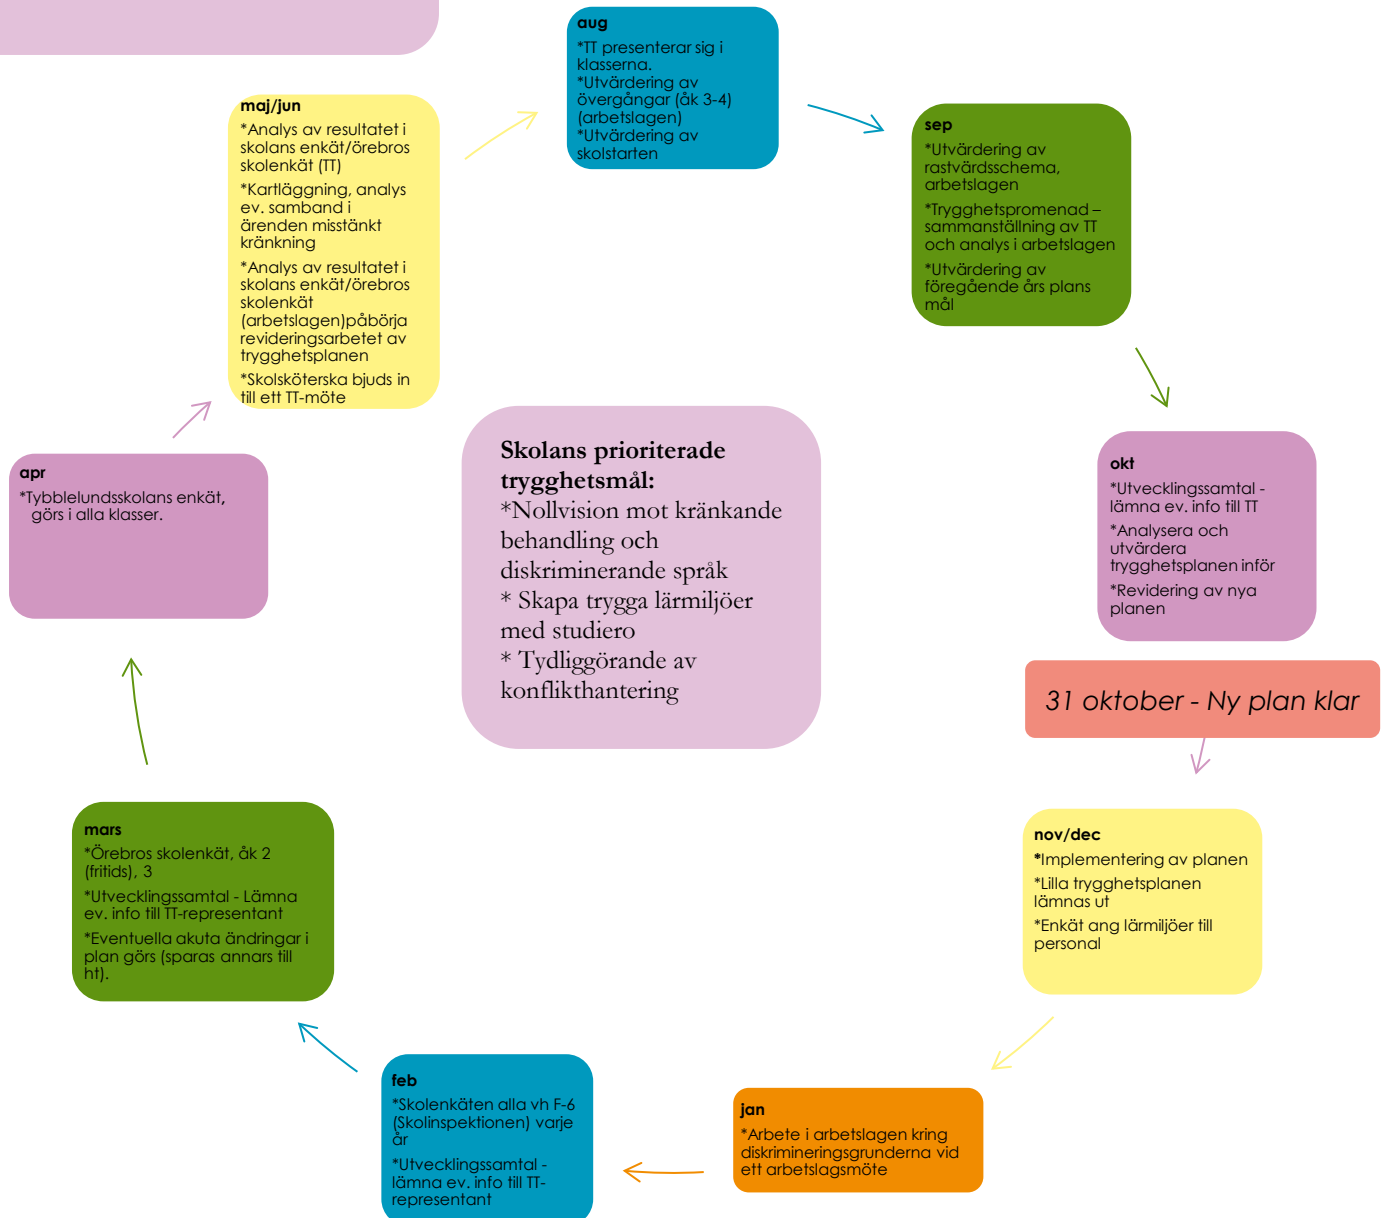 aug
*TT presenterar sig i
klasserna.
*Utvärdering av
övergångar (åk 3-4)
(arbetslagen)
*Utvärdering av
skolstarten
sep
*Utvärdering av
rastvärdsschema,
arbetslagen
*Trygghetspromenad –
sammanställning av TT
och analys i arbetslagen
*Utvärdering av
föregående års plans
mål
okt
*Utvecklingssamtal -
lämna ev. info till TT
*Analysera och
utvärdera
trygghetsplanen inför
*Revidering av nya
planen
31 oktober - Ny plan klar
nov/dec
*Implementering av planen
*Lilla trygghetsplanen
lämnas ut
*Enkät ang lärmiljöer till
personal
jan
*Arbete i arbetslagen kring
diskrimineringsgrunderna vid
ett arbetslagsmöte
feb
*Skolenkäten alla vh F-6
(Skolinspektionen) varje
år
*Utvecklingssamtal -
lämna ev. info till TT-
representant
mars
*Örebros skolenkät, åk 2
(fritids), 3
*Utvecklingssamtal - Lämna
ev. info till TT-representant
*Eventuella akuta ändringar i
plan görs (sparas annars till
ht).
apr
*Tybblelundsskolans enkät,
görs i alla klasser.
maj/jun
*Analys av resultatet i
skolans enkät/örebros
skolenkät (TT)
*Kartläggning, analys
ev. samband i
ärenden misstänkt
kränkning
*Analys av resultatet i
skolans enkät/örebros
skolenkät
(arbetslagen)påbörja
revideringsarbetet av
trygghetsplanen
*Skolsköterska bjuds in
till ett TT-möte
Skolans prioriterade
trygghetsmål:
*Nollvision mot kränkande
behandling och
diskriminerande språk
* Skapa trygga lärmiljöer
med studiero
* Tydliggörande av
konflikthantering